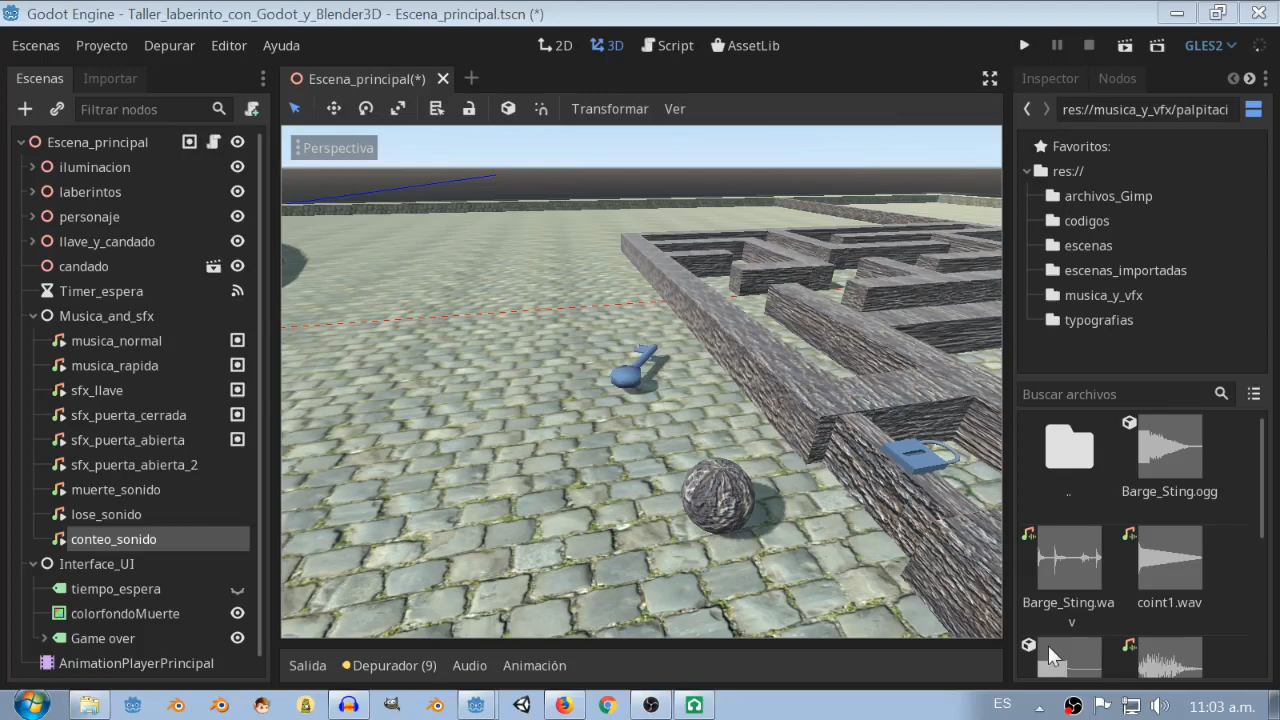 Godot Engine - Taller_laberinto_con_Godot_y_Blender3D - Escena_principal.tscn (*)
Escenas Proyecto Depurar Editor Ayuda 2D 3D Script AssetLib GLES2
Escenas Importar Escena_principal(*) Inspector Nodos
Filtrar nodos Transformar Ver res://musica_y_vfx/palpitaci
Perspectiva
Escena_principal
iluminacion
laberintos
personaje
llave_y_candado
candado
Timer_espera
Musica_and_sfx
musica_normal
musica_rapida
sfx_llave
sfx_puerta_cerrada
sfx_puerta_abierta
sfx_puerta_abierta_2
muerte_sonido
lose_sonido
conteo_sonido
Interface_UI
tiempo_espera
colorfondoMuerte
Game over
AnimationPlayerPrincipal
Favoritos:
res://
archivos_Gimp
codigos
escenas
escenas_importadas
musica_y_vfx
typografias
Buscar archivos
.. Barge_Sting.ogg
Barge_Sting.wa
v
coint1.wav
Salida Depurador (9) Audio Animación
ES 11:03 a.m.